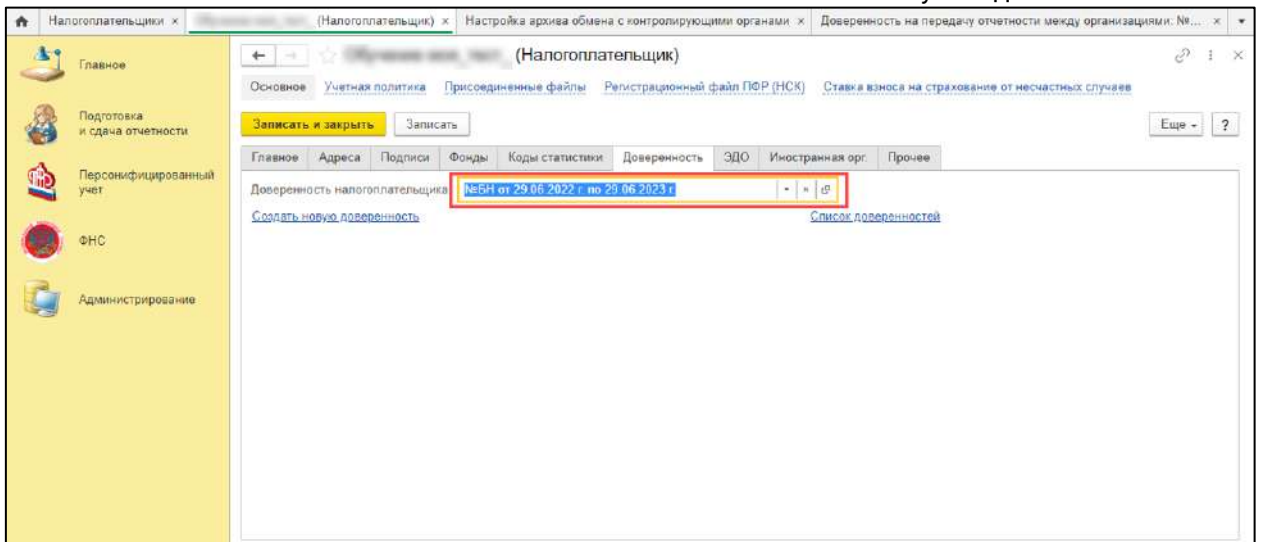 Налогоплательщики ×
(Налогоплательщик) ×
Настройка архива обмена с контролирующими органами ×
Доверенность на передачу отчетности между организациями: №... ×
Главное
Подготовка
и сдача отчетности
Персонифицированный
учет
ФНС
Администрирование
(Налогоплательщик)
Основное Учетная политика Присоединенные файлы Регистрационный файл ПФР (НСК) Ставка взноса на страхование от несчастных случаев
Записать и закрыть Записать Еще ?
Главное Адреса Подписи Фонды Коды статистики Доверенность ЭДО Иностранная орг. Прочее
Доверенность налогоплательщика №БН от 29.06.2022 г. по 29.06.2023 г.
Создать новую доверенность Список доверенностей